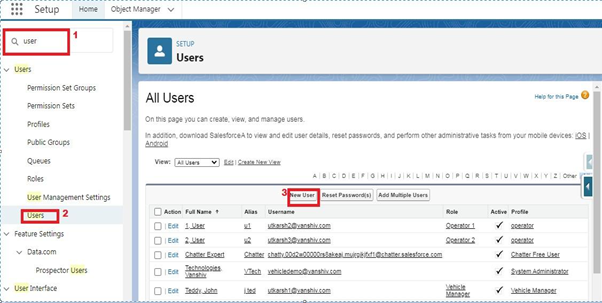 Setup Home Object Manager
user 1
SETUP
Users
Users
Permission Set Groups
Permission Sets
Profiles
Public Groups
Queues
Roles
User Management Settings
Users 2
Feature Settings
Data.com
Prospector Users
User Interface
All Users
Help for this Page
On this page you can create, view, and manage users.
In addition, download SalesforceA to view and edit user details, reset passwords, and perform other administrative tasks from your mobile devices: iOS |
Android
View: All Users Edit | Create New View
A | B | C | D | E | F | G | H | I | J | K | L | M | N | O | P | Q | R | S | T | U | V | W | X | Y | Z | Other
3 New User Reset Password(s) Add Multiple Users
Action Full Name ↑ Alias Username Role Active Profile
Edit 1, User u1 utkarsh2@vanshiv.com Operator 1 ✓ operator
Edit 2, User u2 utkarsh3@vanshiv.com Operator 2 ✓ operator
Edit Chatter Expert Chatter ✓ Chatter Free User
Edit Technologies, Vanshiv VTech vehicledemo@vanshiv.com ✓ System Administrator
Edit Teddy, John utkarsh1@vanshiv.com Vehicle Manager ✓ Vehicle Manager